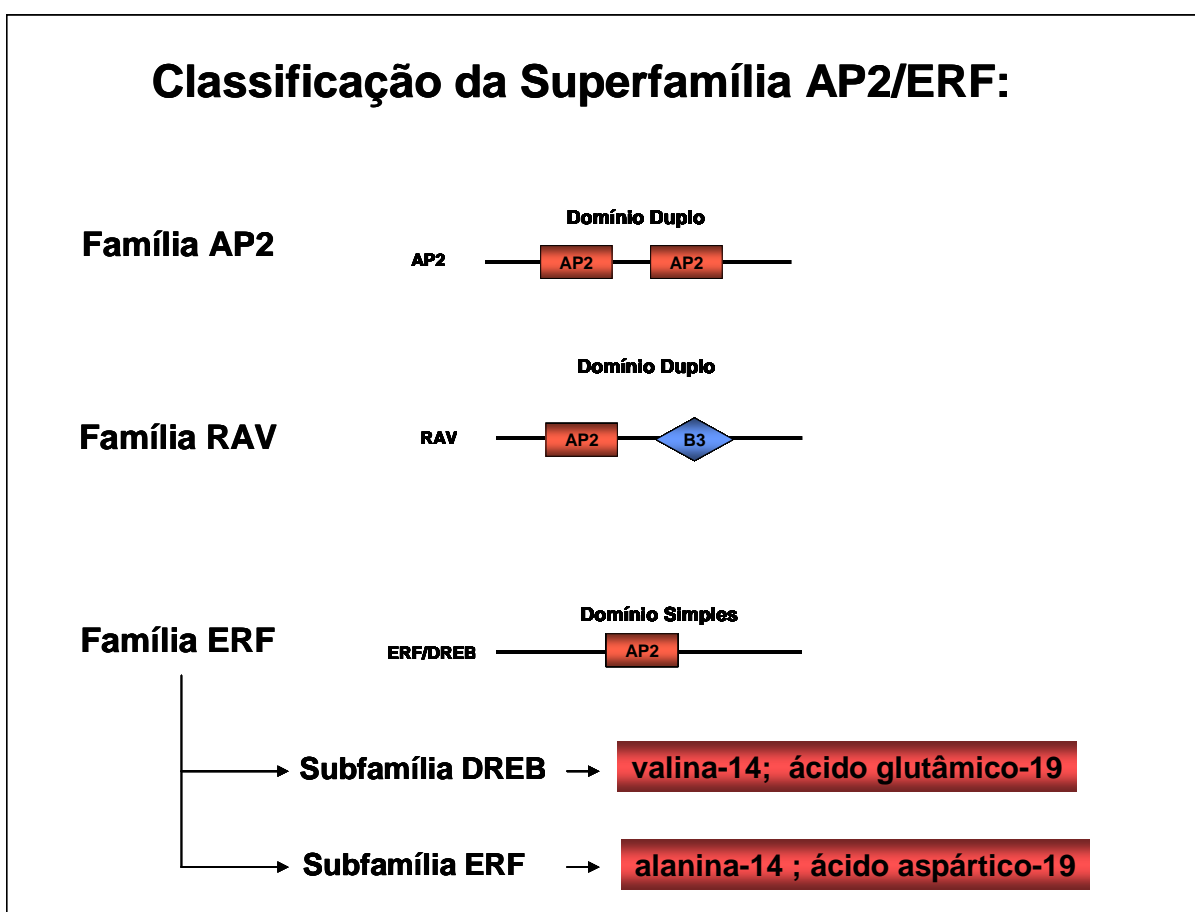 Classificação da Superfamília AP2/ERF:
Domínio Duplo
Família AP2
AP2
AP2
AP2
Domínio Duplo
Família RAV
RAV
AP2
B3
Domínio Simples
Família ERF
ERF/DREB
AP2
Subfamília DREB
valina-14; ácido glutâmico-19
Subfamília ERF
alanina-14 ; ácido aspártico-19